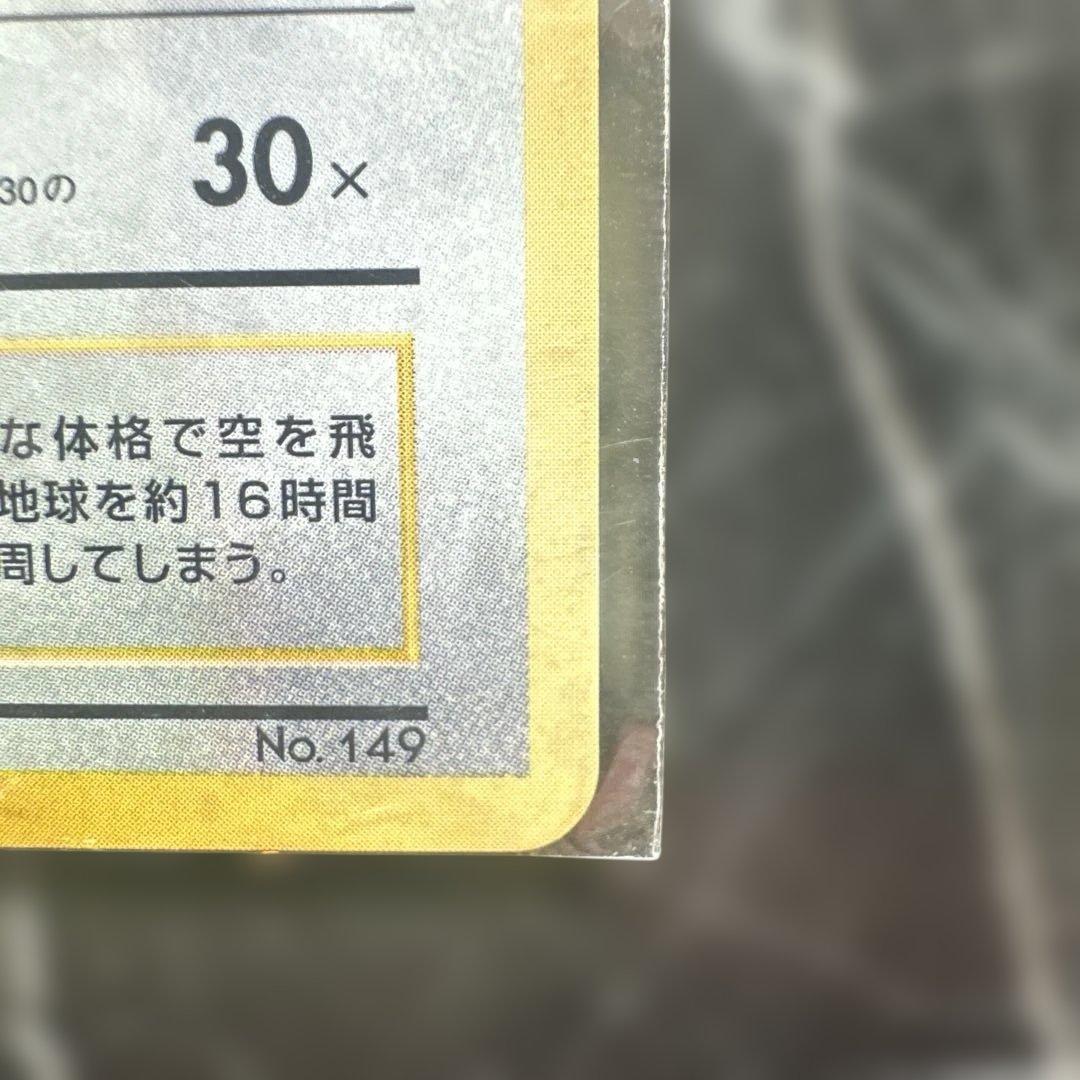 30の
30×
な体格で空を飛
地球を約16時間
周してしまう。
No. 149